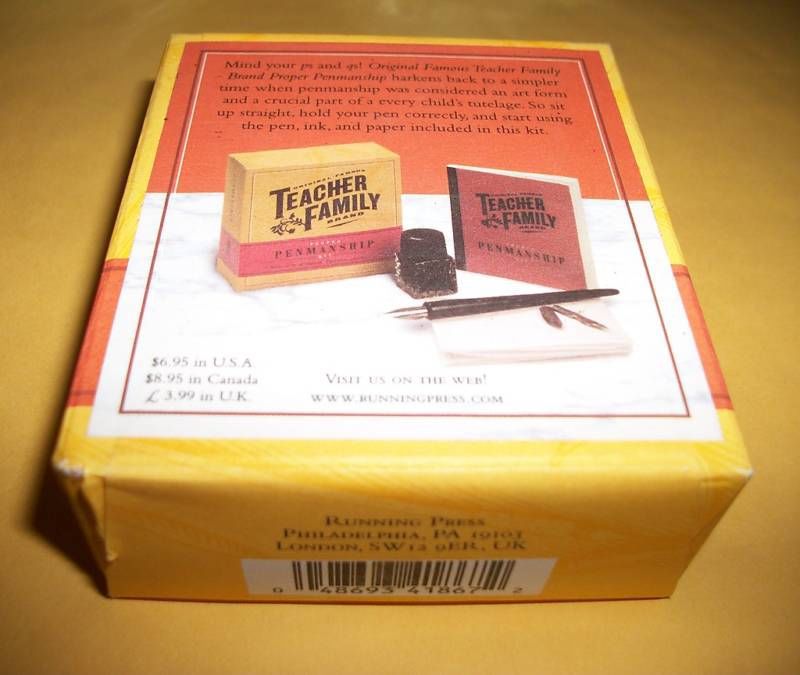 Mind your ps and qs! Original Famous Teacher Family
Brand Proper Penmanship harkens back to a simpler
time when penmanship was considered an art form
and a crucial part of a every child's tutelage. So sit
up straight, hold your pen correctly, and start using
the pen, ink, and paper included in this kit.
ORIGINAL FAMOUS
TEACHER
FAMILY
BRAND
PROPER
PENMANSHIP
TEACHER
FAMILY
BRAND
PENMANSHIP
$6.95 in U.S.A
$8.95 in Canada
£ 3.99 in U.K.
VISIT US ON THE WEB!
WWW.RUNNINGPRESS.COM
RUNNING PRESS
PHILADELPHIA, PA 19103
LONDON, SW12 9ER, UK
0 48693 41867 2